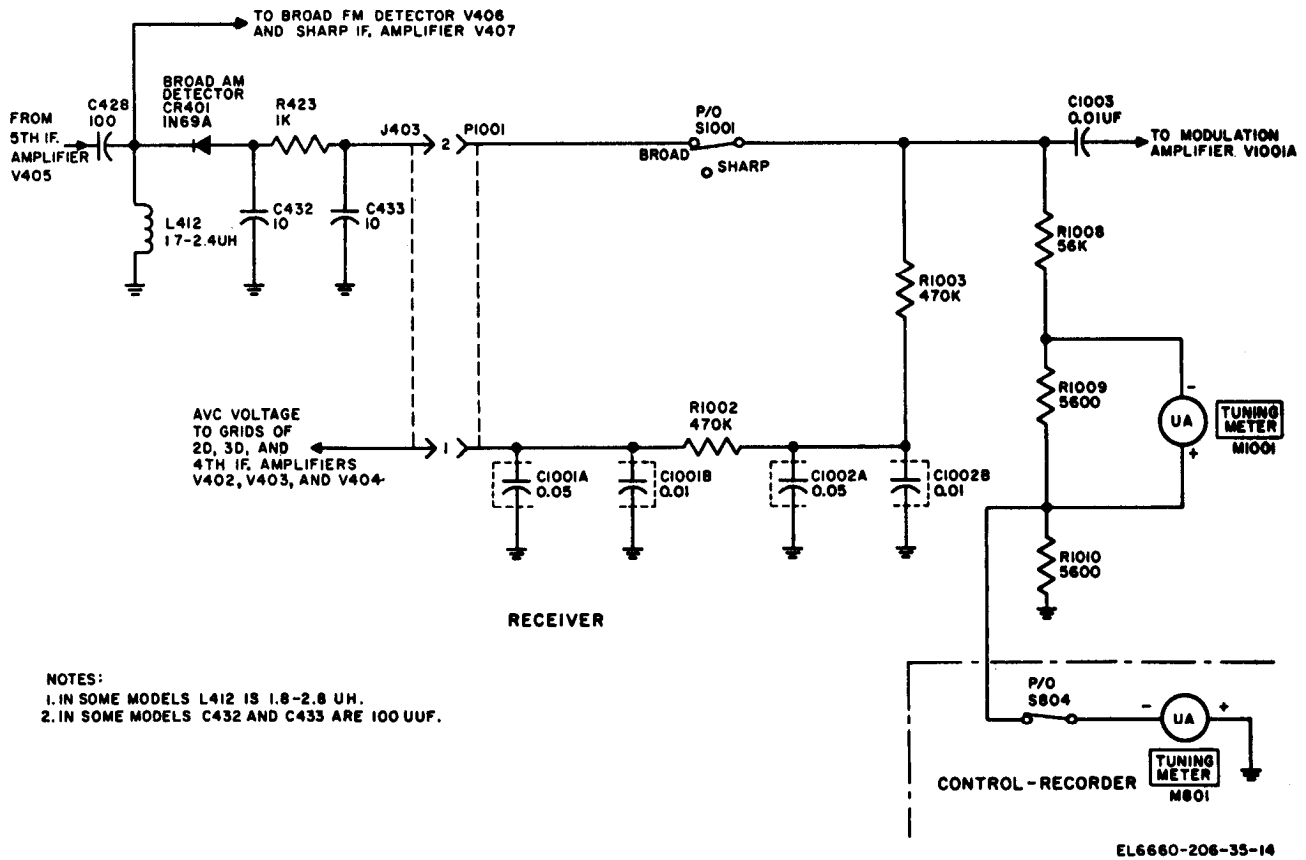 TO BROAD FM DETECTOR V406
AND SHARP IF. AMPLIFIER V407
BROAD AM
DETECTOR
CR401
IN69A
C428
100
R423
1K
FROM
5TH IF.
AMPLIFIER
V405
J403
2
P1001
P/O
S1001
BROAD
SHARP
C1003
0.01UF
TO MODULATION
AMPLIFIER V1001A
L412
1.7-2.4UH
C432
10
C433
10
R1003
470K
R1008
56K
R1009
5600
-
UA
+
TUNING
METER
M1001
AVC VOLTAGE
TO GRIDS OF
2D, 3D, AND
4TH IF. AMPLIFIERS
V402, V403, AND V404
1
R1002
470K
C1001A
0.05
C1001B
0.01
C1002A
0.05
C1002B
0.01
R1010
5600
RECEIVER
NOTES:
1. IN SOME MODELS L412 IS 1.8-2.8 UH.
2. IN SOME MODELS C432 AND C433 ARE 100 UUF.
P/O
S804
-
UA
+
TUNING
METER
M801
CONTROL-RECORDER
EL6660-206-35-14